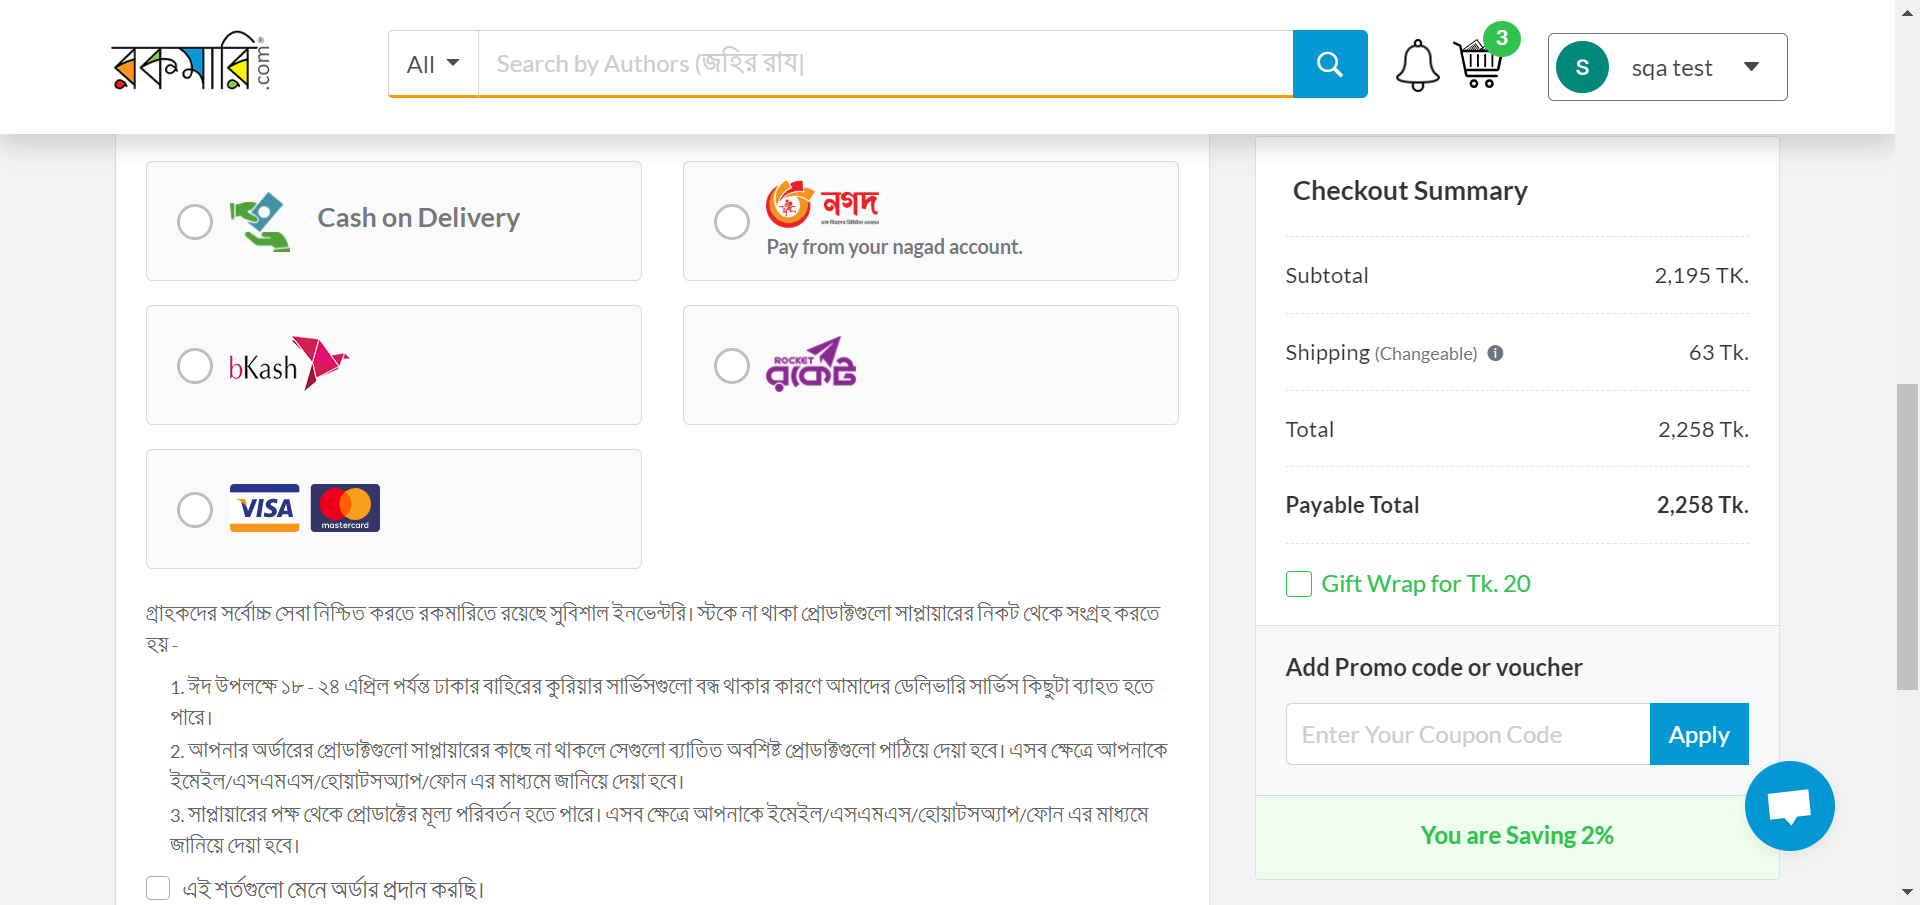 রকমারি.com
All
Search by Authors (জহির রায|
3
S
sqa test
Cash on Delivery
নগদ
Pay from your nagad account.
bKash
ROCKET
রকেট
VISA
mastercard
গ্রাহকদের সর্বোচ্চ সেবা নিশ্চিত করতে রকমারিতে রয়েছে সুবিশাল ইনভেন্টরি। স্টকে না থাকা প্রোডাক্টগুলো সাপ্লায়ারের নিকট থেকে সংগ্রহ করতে
হয় -
1. ঈদ উপলক্ষে ১৮ - ২৪ এপ্রিল পর্যন্ত ঢাকার বাহিরের কুরিয়ার সার্ভিসগুলো বন্ধ থাকার কারণে আমাদের ডেলিভারি সার্ভিস কিছুটা ব্যাহত হতে
পারে।
2. আপনার অর্ডারের প্রোডাক্টগুলো সাপ্লায়ারের কাছে না থাকলে সেগুলো ব্যাতিত অবশিষ্ট প্রোডাক্টগুলো পাঠিয়ে দেয়া হবে। এসব ক্ষেত্রে আপনাকে
ইমেইল/এসএমএস/হোয়াটসঅ্যাপ/ফোন এর মাধ্যমে জানিয়ে দেয়া হবে।
3. সাপ্লায়ারের পক্ষ থেকে প্রোডাক্টের মূল্য পরিবর্তন হতে পারে। এসব ক্ষেত্রে আপনাকে ইমেইল/এসএমএস/হোয়াটসঅ্যাপ/ফোন এর মাধ্যমে
জানিয়ে দেয়া হবে।
এই শর্তগুলো মেনে অর্ডার প্রদান করছি।
Checkout Summary
Subtotal 2,195 TK.
Shipping (Changeable) 63 Tk.
Total 2,258 Tk.
Payable Total 2,258 Tk.
Gift Wrap for Tk. 20
Add Promo code or voucher
Enter Your Coupon Code Apply
You are Saving 2%